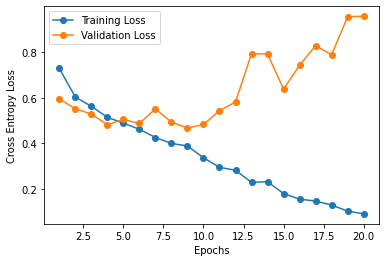 Training Loss
Validation Loss
Cross Entropy Loss
0.8
0.6
0.4
0.2
2.5 5.0 7.5 10.0 12.5 15.0 17.5 20.0
Epochs